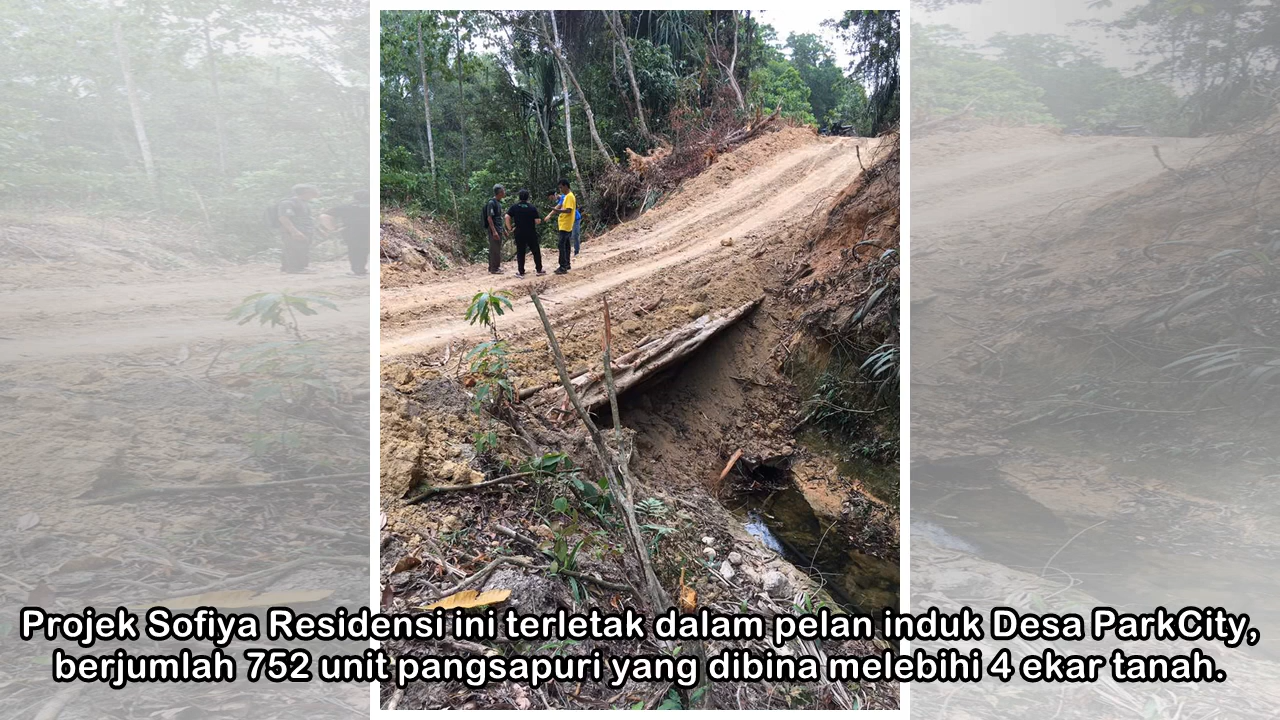 Projek Sofiya Residensi ini terletak dalam pelan induk Desa ParkCity,
berjumlah 752 unit pangsapuri yang dibina melebihi 4 ekar tanah.